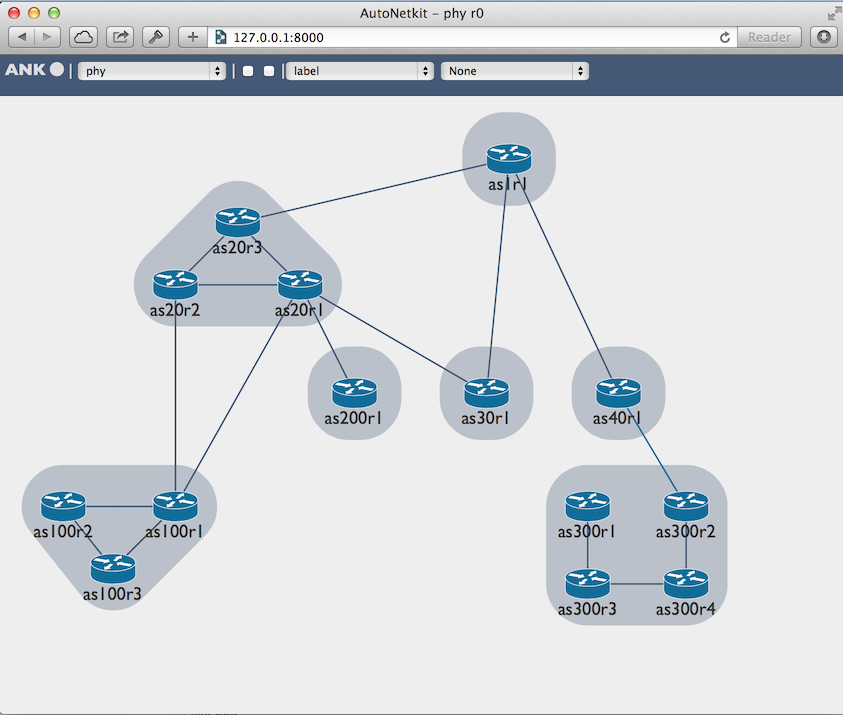 AutoNetkit – phy r0
127.0.0.1:8000
Reader
ANK
phy
label
None
as1r1
as20r3
as20r2
as20r1
as200r1
as30r1
as40r1
as100r2
as100r1
as100r3
as300r1
as300r2
as300r3
as300r4